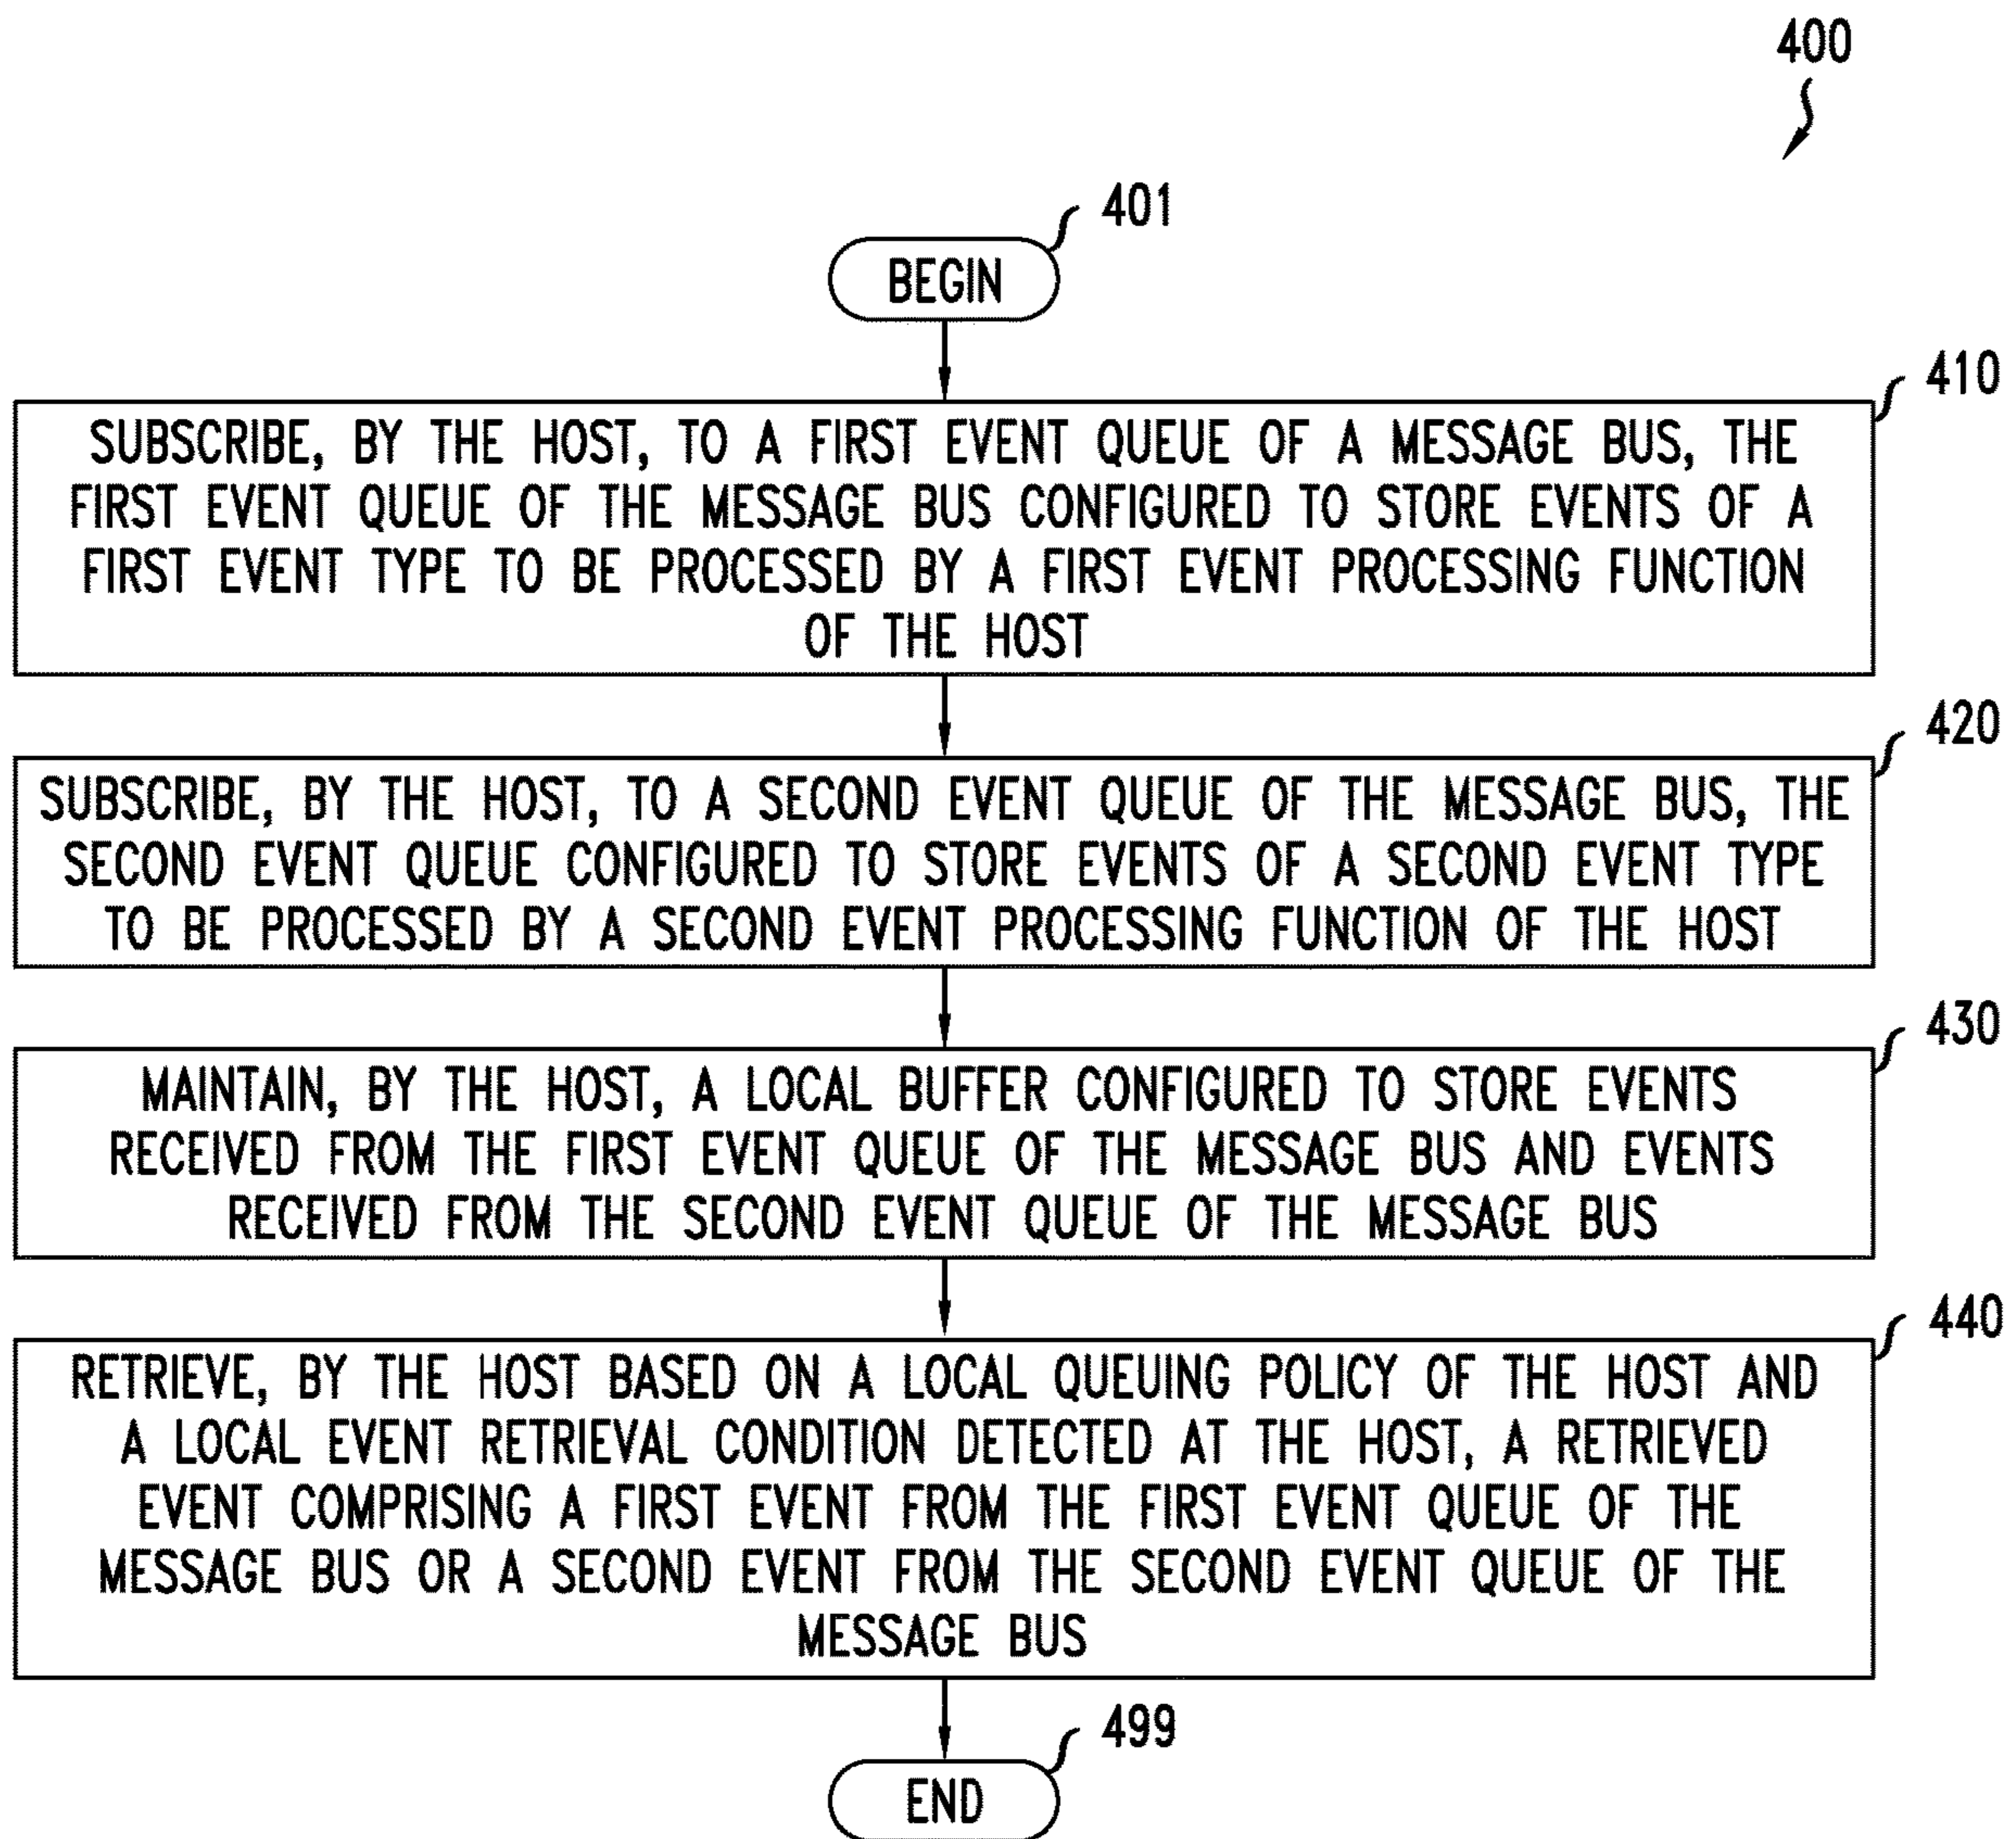 400
401
BEGIN
410
SUBSCRIBE, BY THE HOST, TO A FIRST EVENT QUEUE OF A MESSAGE BUS, THE
FIRST EVENT QUEUE OF THE MESSAGE BUS CONFIGURED TO STORE EVENTS OF A
FIRST EVENT TYPE TO BE PROCESSED BY A FIRST EVENT PROCESSING FUNCTION
OF THE HOST
420
SUBSCRIBE, BY THE HOST, TO A SECOND EVENT QUEUE OF THE MESSAGE BUS, THE
SECOND EVENT QUEUE CONFIGURED TO STORE EVENTS OF A SECOND EVENT TYPE
TO BE PROCESSED BY A SECOND EVENT PROCESSING FUNCTION OF THE HOST
430
MAINTAIN, BY THE HOST, A LOCAL BUFFER CONFIGURED TO STORE EVENTS
RECEIVED FROM THE FIRST EVENT QUEUE OF THE MESSAGE BUS AND EVENTS
RECEIVED FROM THE SECOND EVENT QUEUE OF THE MESSAGE BUS
440
RETRIEVE, BY THE HOST BASED ON A LOCAL QUEUING POLICY OF THE HOST AND
A LOCAL EVENT RETRIEVAL CONDITION DETECTED AT THE HOST, A RETRIEVED
EVENT COMPRISING A FIRST EVENT FROM THE FIRST EVENT QUEUE OF THE
MESSAGE BUS OR A SECOND EVENT FROM THE SECOND EVENT QUEUE OF THE
MESSAGE BUS
499
END